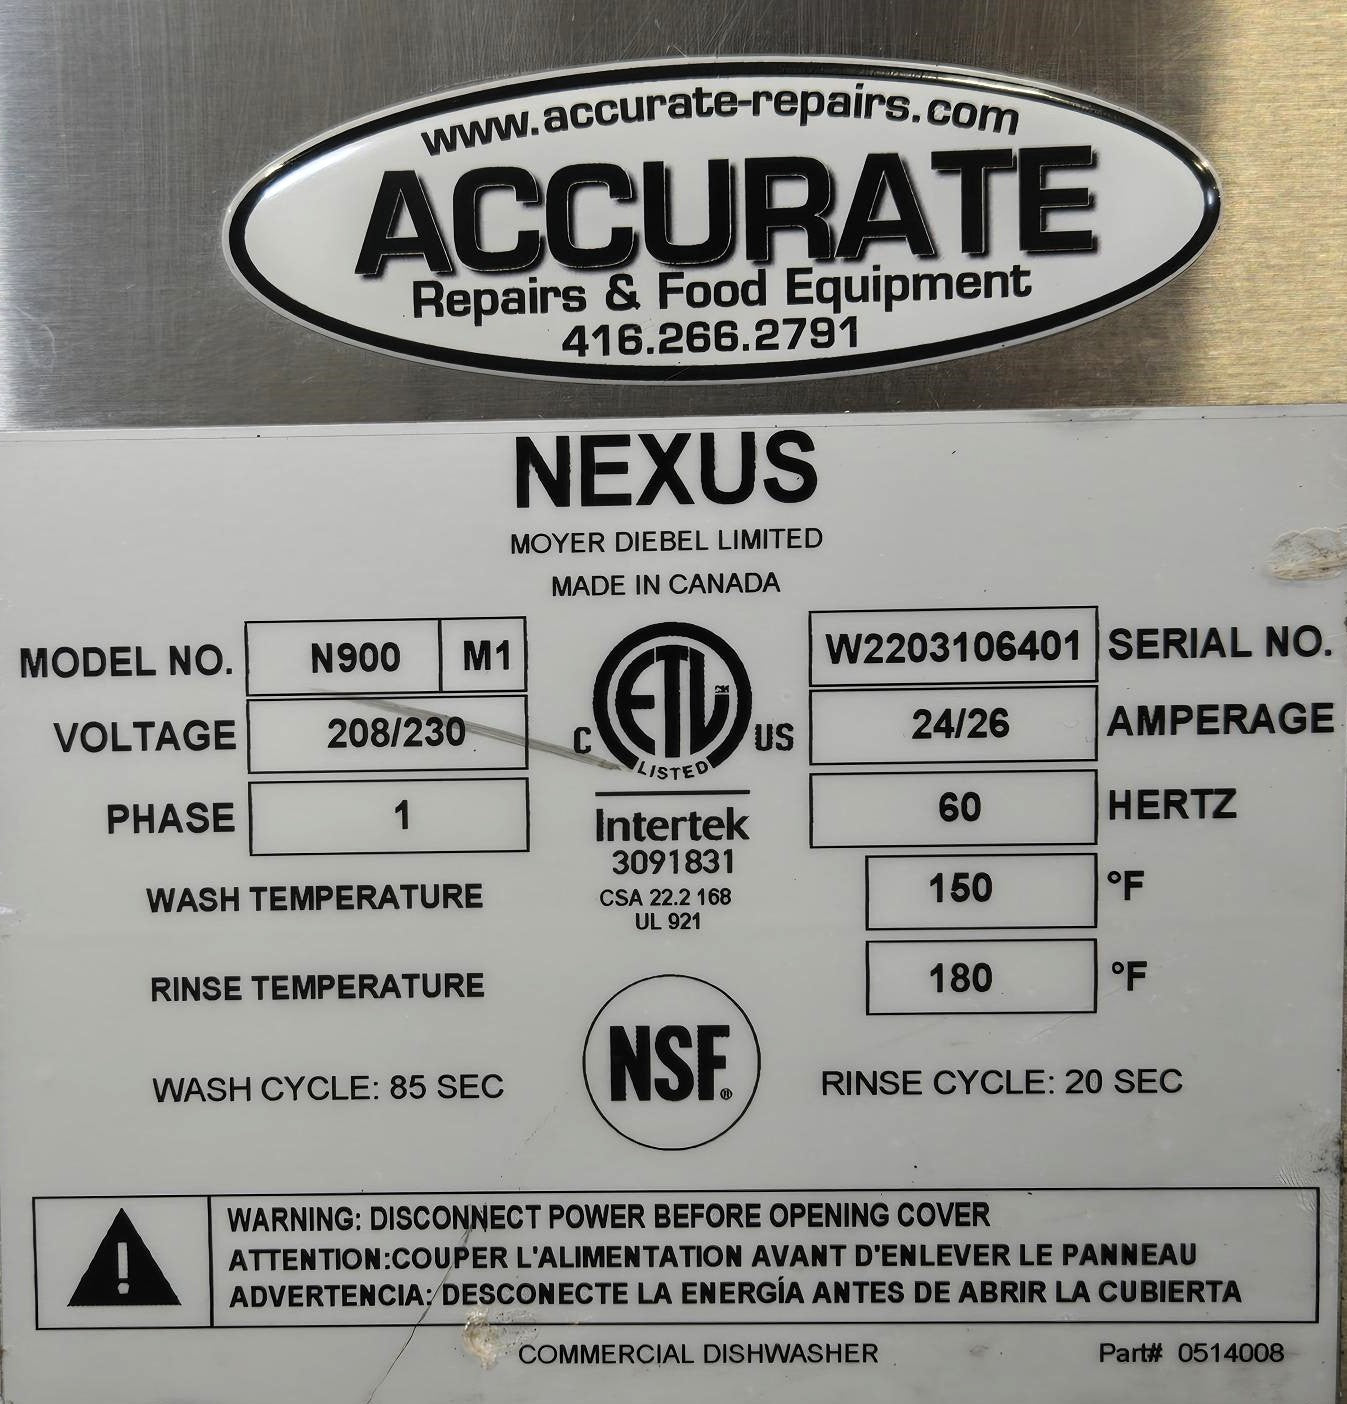 www.accurate-repairs.com
ACCURATE
Repairs & Food Equipment
416.266.2791
NEXUS
MOYER DIEBEL LIMITED
MADE IN CANADA
MODEL NO. N900 M1
W2203106401 SERIAL NO.
VOLTAGE 208/230
24/26 AMPERAGE
PHASE 1
60 HERTZ
C ETL US
LISTED
Intertek
3091831
CSA 22.2 168
UL 921
WASH TEMPERATURE 150 °F
RINSE TEMPERATURE 180 °F
NSF®
WASH CYCLE: 85 SEC
RINSE CYCLE: 20 SEC
! WARNING: DISCONNECT POWER BEFORE OPENING COVER
ATTENTION:COUPER L'ALIMENTATION AVANT D'ENLEVER LE PANNEAU
ADVERTENCIA: DESCONECTE LA ENERGÍA ANTES DE ABRIR LA CUBIERTA
COMMERCIAL DISHWASHER
Part# 0514008